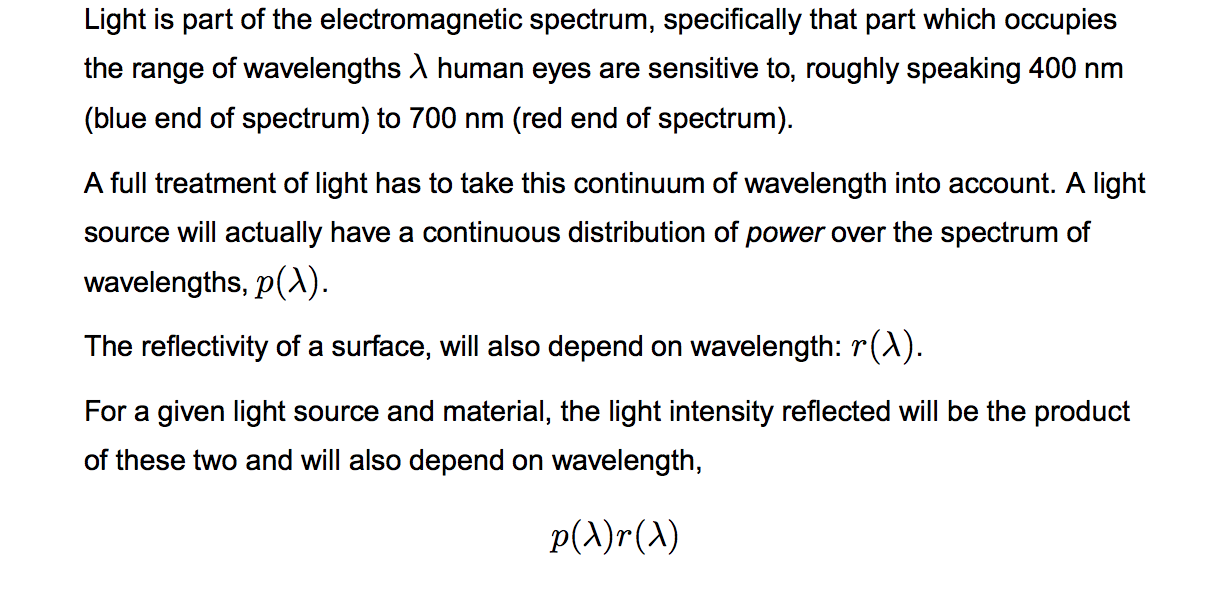 Light is part of the electromagnetic spectrum, specifically that part which occupies
the range of wavelengths λ human eyes are sensitive to, roughly speaking 400 nm
(blue end of spectrum) to 700 nm (red end of spectrum).
A full treatment of light has to take this continuum of wavelength into account. A light
source will actually have a continuous distribution of power over the spectrum of
wavelengths, p(λ).
The reflectivity of a surface, will also depend on wavelength: r(λ).
For a given light source and material, the light intensity reflected will be the product
of these two and will also depend on wavelength,
p(λ)r(λ)